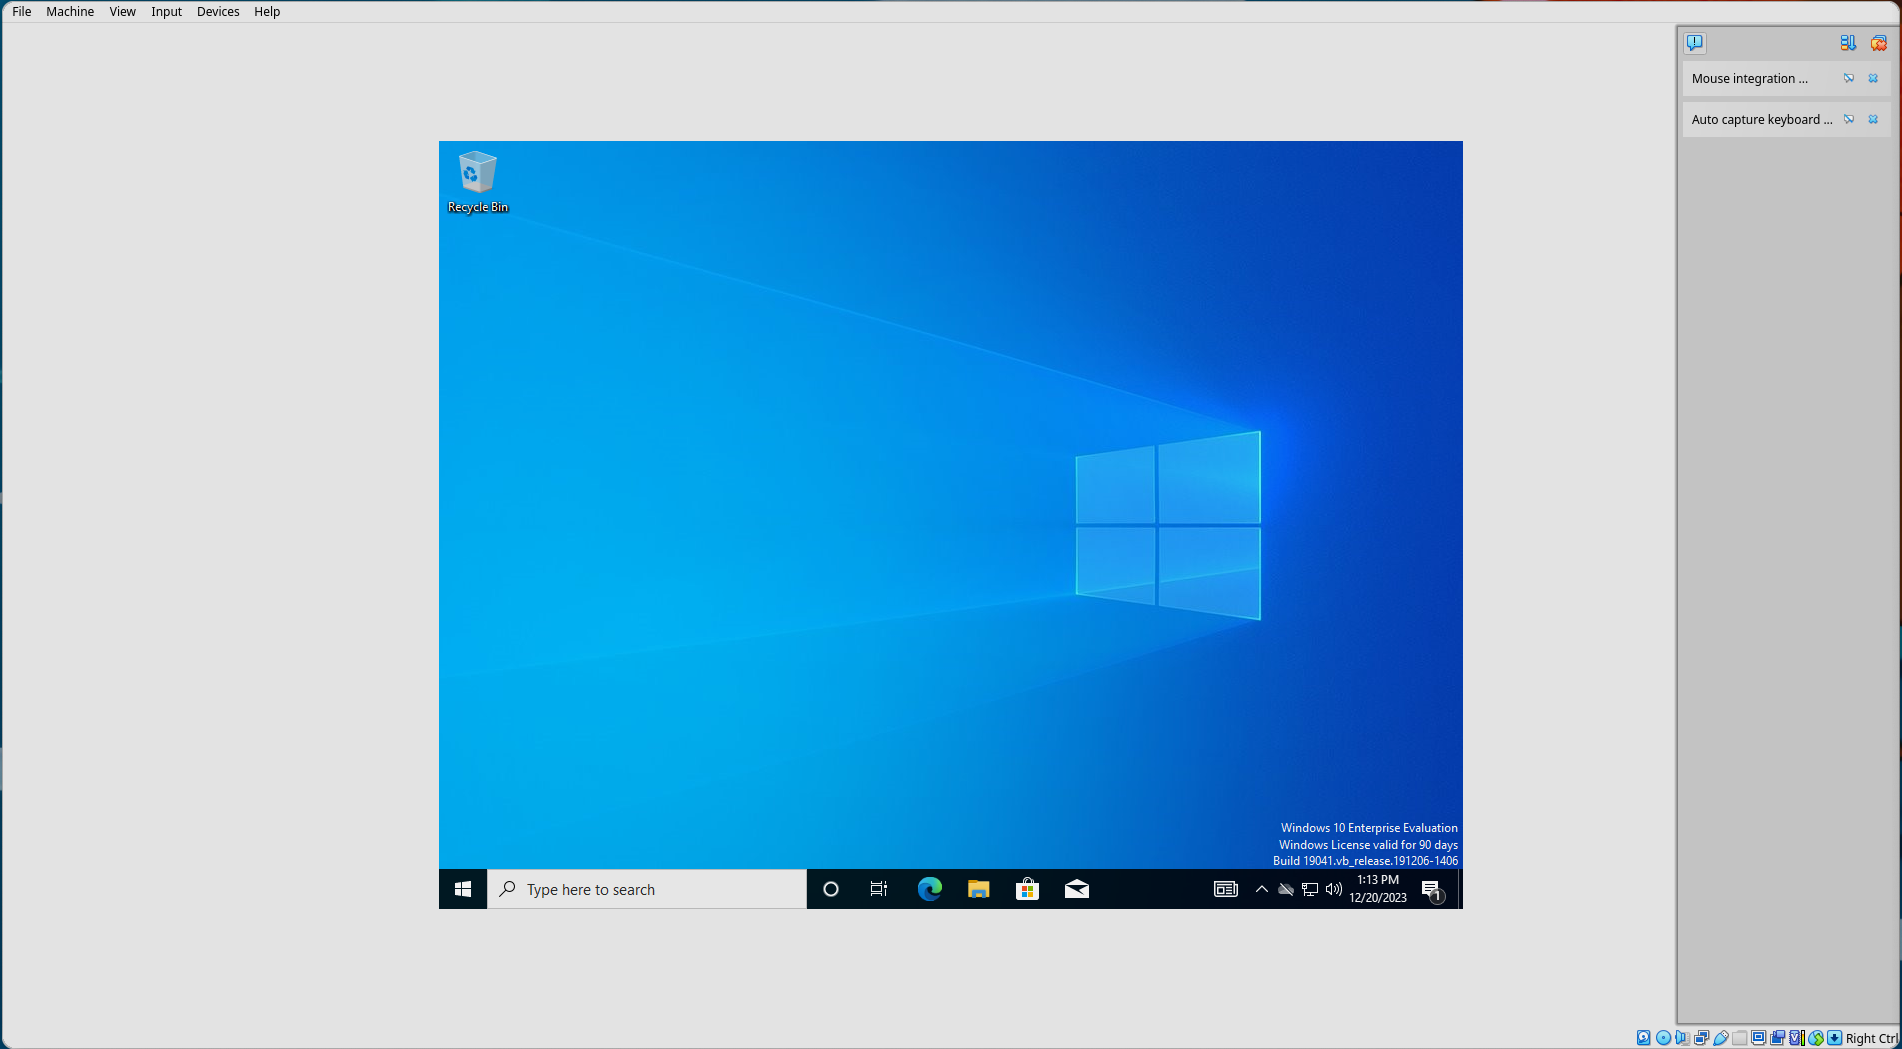 File Machine View Input Devices Help
Mouse integration ...
Auto capture keyboard ...
Recycle Bin
Windows 10 Enterprise Evaluation
Windows License valid for 90 days
Build 19041.vb_release.191206-1406
Type here to search
1:13 PM
12/20/2023
1
Right Ctrl